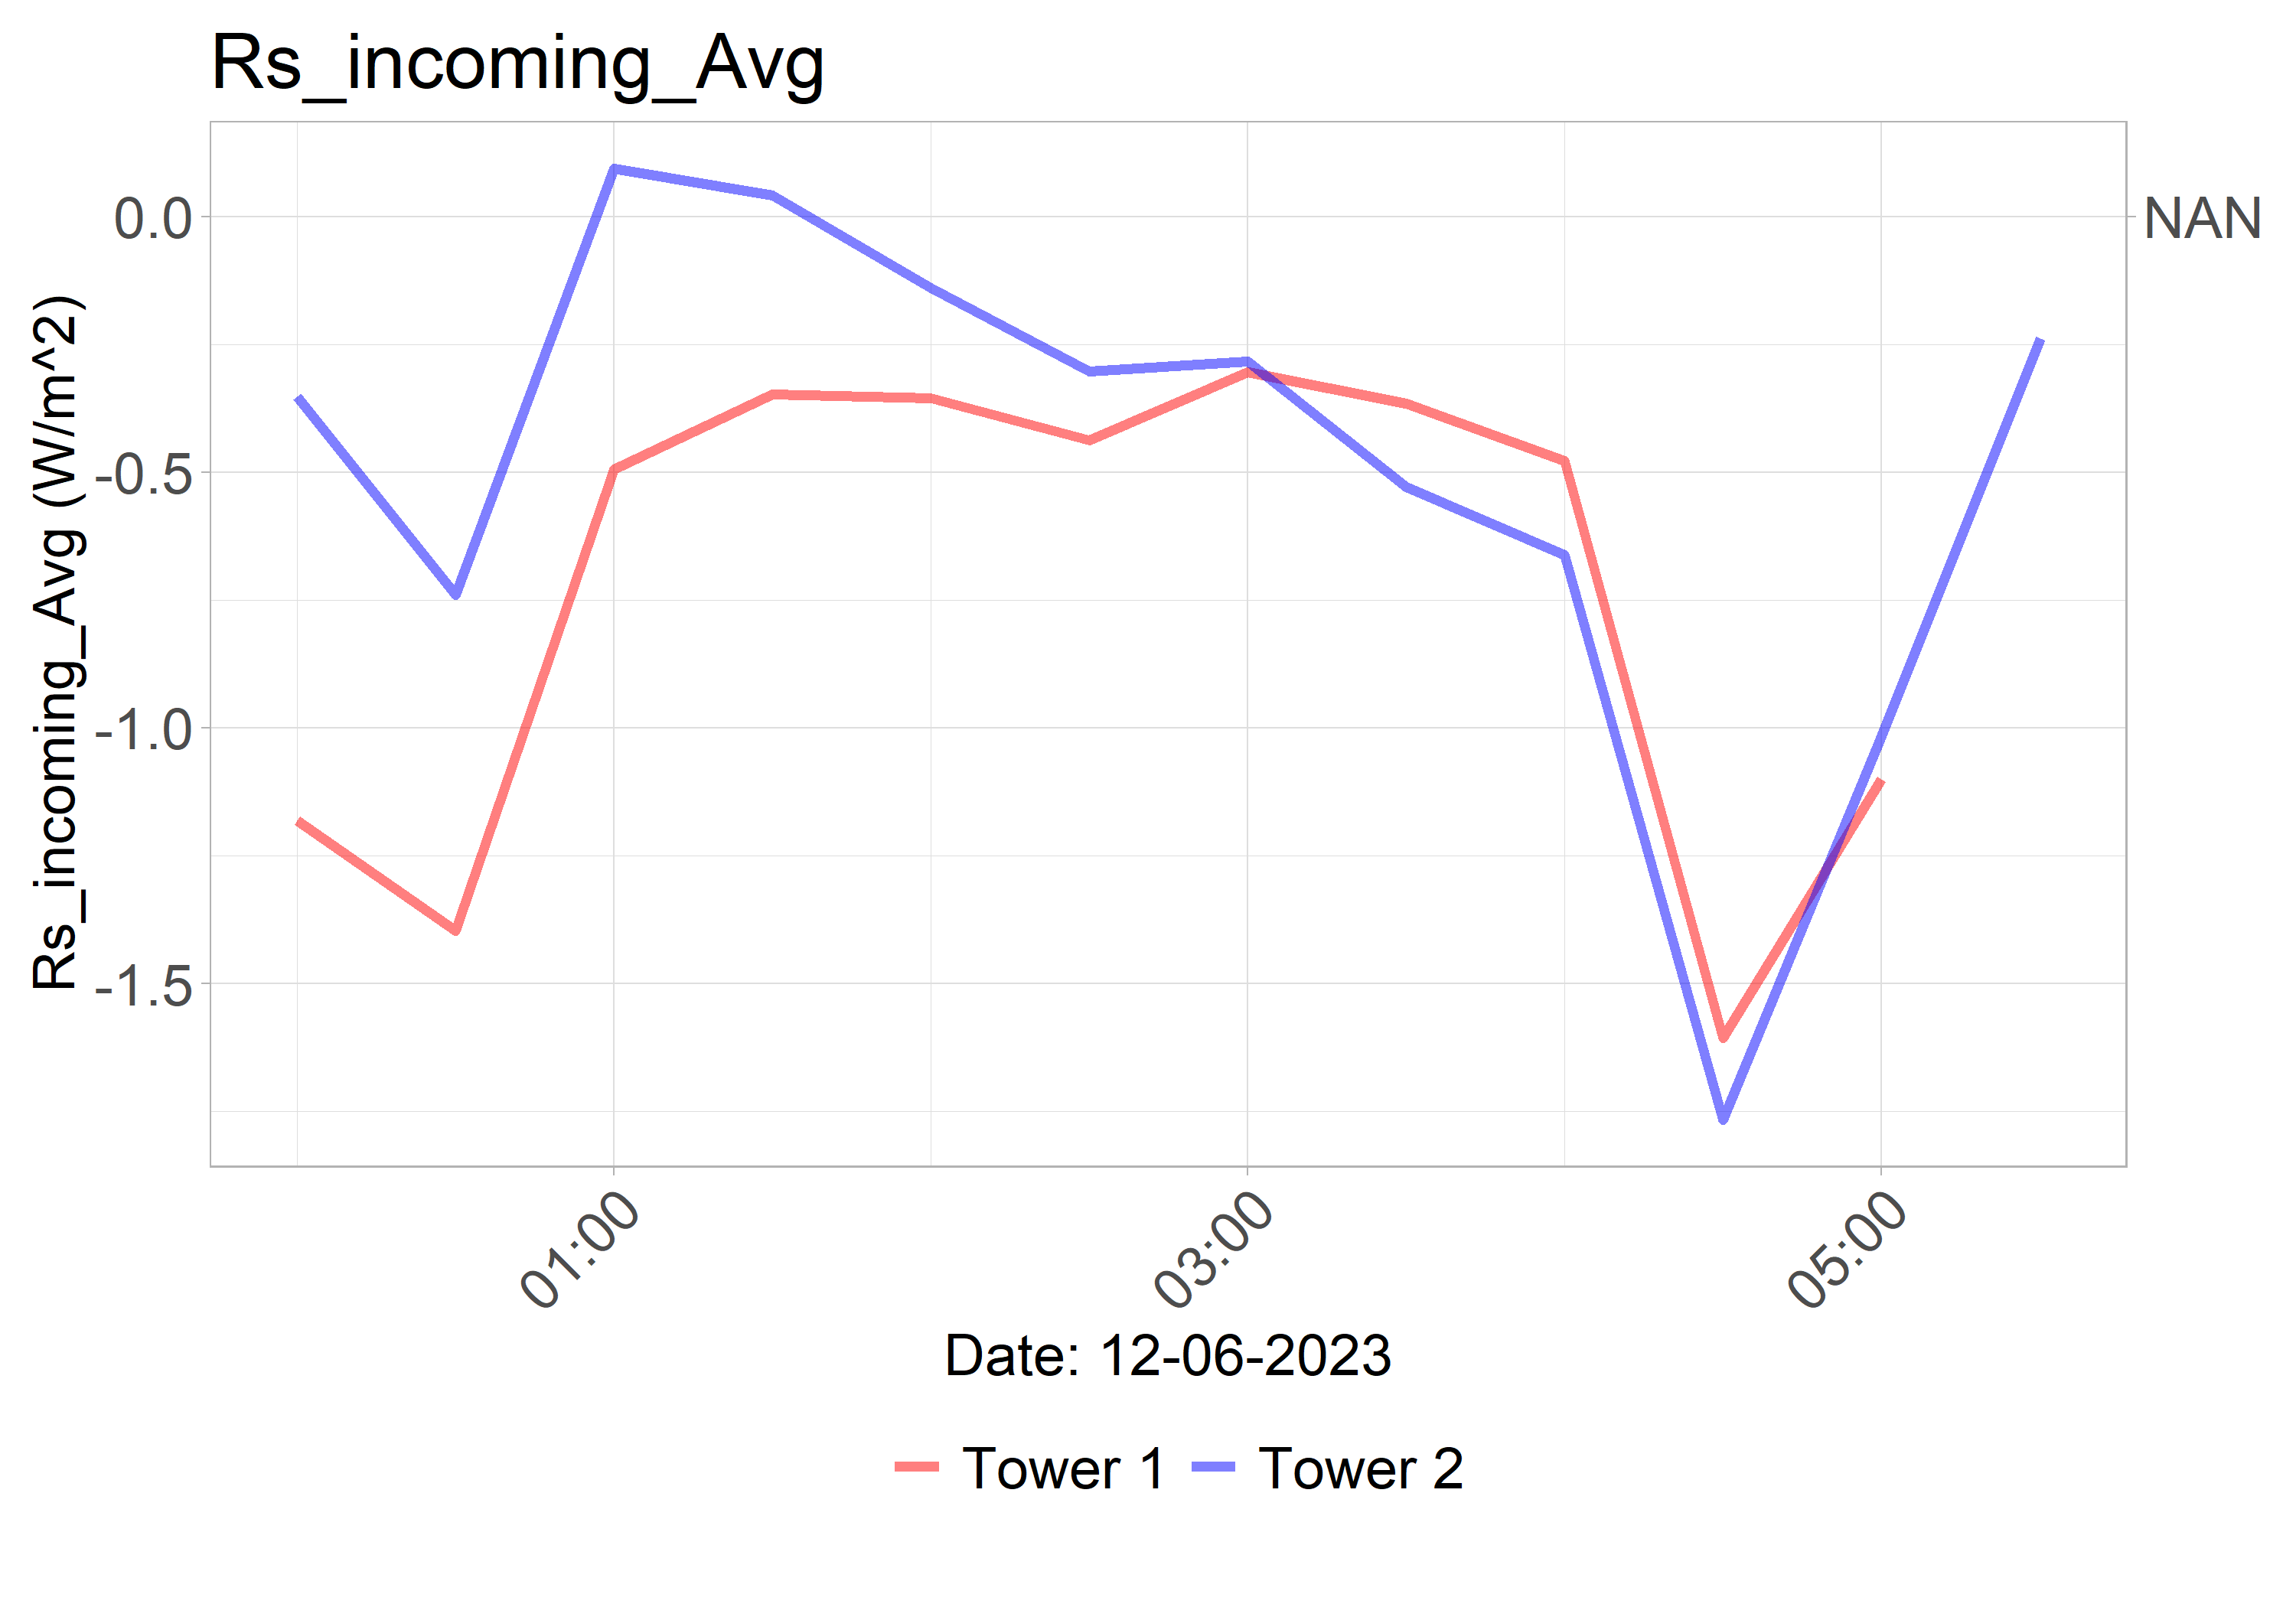 Rs_incoming_Avg
Rs_incoming_Avg (W/m^2)
0.0
-0.5
-1.0
-1.5
NAN
01:00
03:00
05:00
Date: 12-06-2023
Tower 1
Tower 2